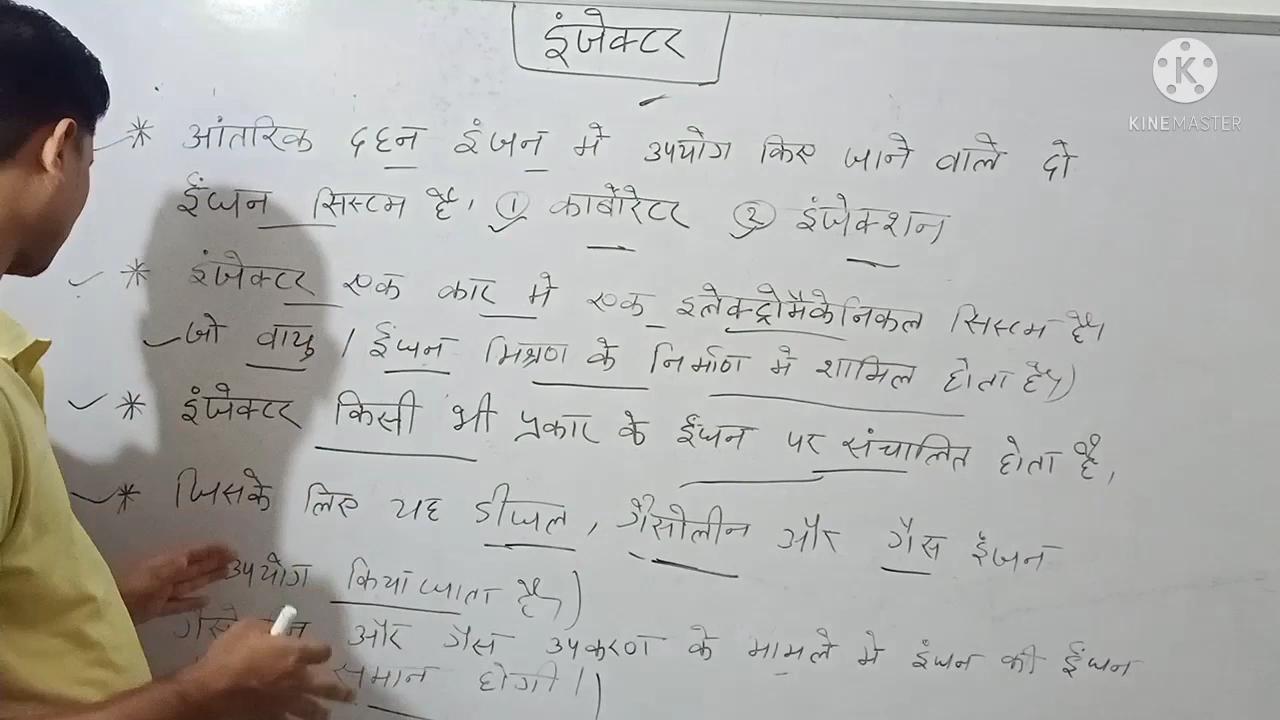 इंजेक्टर
KINEMASTER
* आंतरिक दहन इंजन मे उपयोग किए जाने वाले दो
ईंधन सिस्टम है। ① कार्बोरेटर ② इंजेक्शन
* इंजेक्टर एक कार मे एक इलेक्ट्रोमैकेनिकल सिस्टम है।
जो वायु / ईंधन मिश्रण के निर्माण मे शामिल होता है।
* इंजेक्टर किसी भी प्रकार के ईंधन पर संचालित होता है,
* जिसके लिए यह डीजल, गैसोलीन और गैस इंजन
उपयोग किया जाता है।
और गैस उपकरण के मामले मे इंधन की ईंधन
समान होगी।